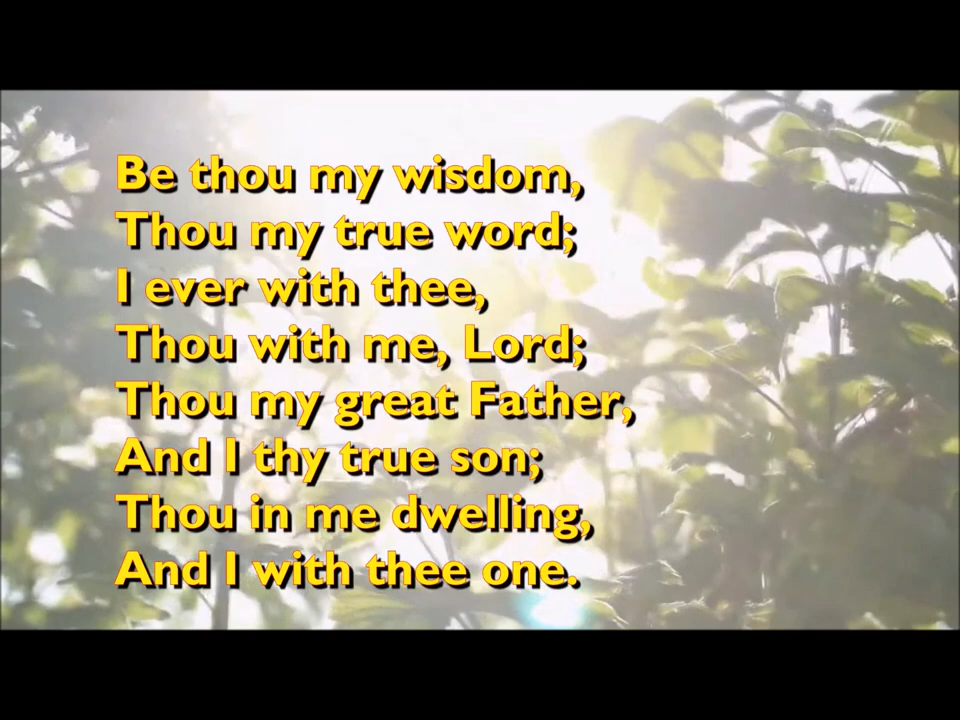 Be thou my wisdom,
Thou my true word;
I ever with thee,
Thou with me, Lord;
Thou my great Father,
And I thy true son;
Thou in me dwelling,
And I with thee one.